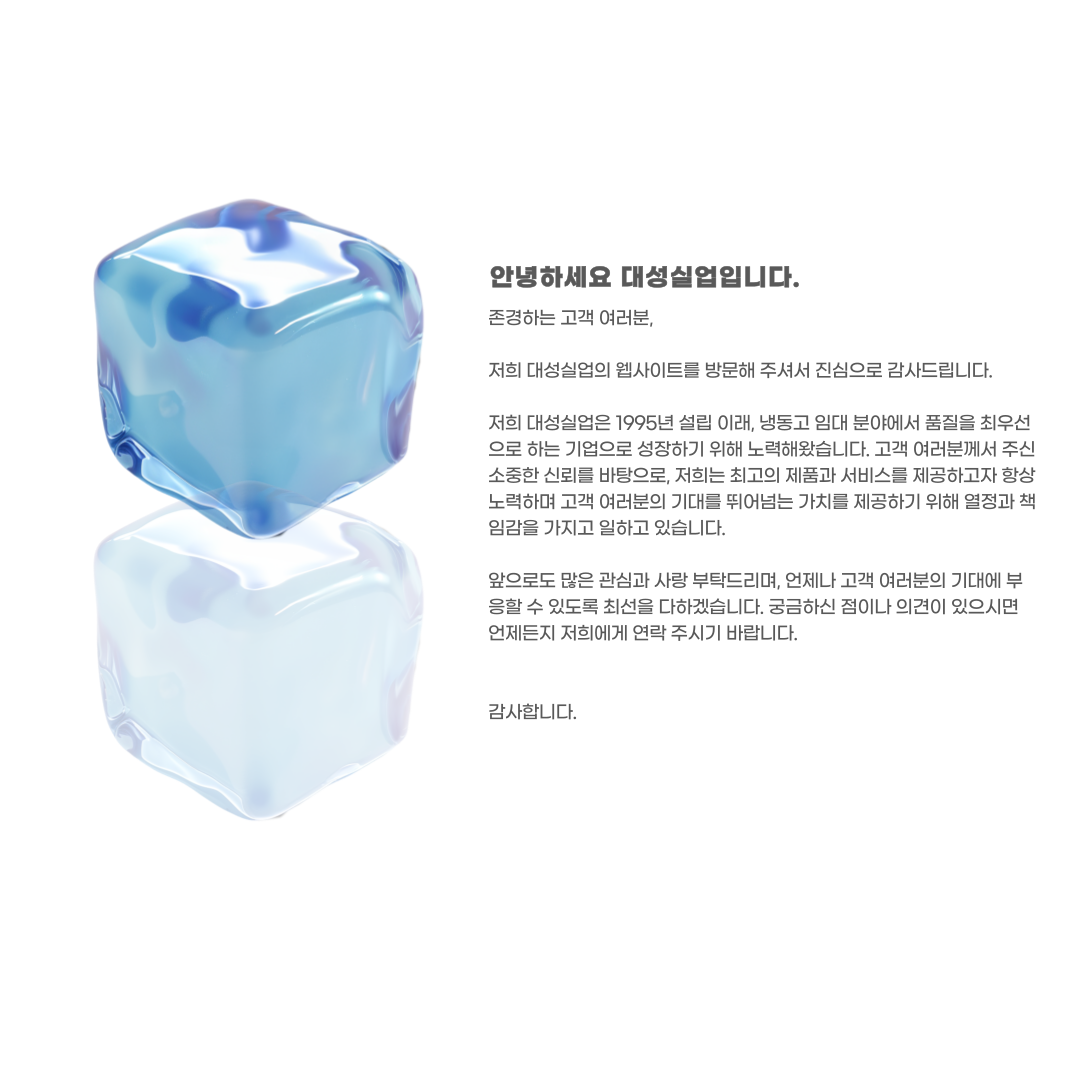 안녕하세요 대성실업입니다.
존경하는 고객 여러분,
저희 대성실업의 웹사이트를 방문해 주셔서 진심으로 감사드립니다.
저희 대성실업은 1995년 설립 이래, 냉동고 임대 분야에서 품질을 최우선
으로 하는 기업으로 성장하기 위해 노력해왔습니다. 고객 여러분께서 주신
소중한 신뢰를 바탕으로, 저희는 최고의 제품과 서비스를 제공하고자 항상
노력하며 고객 여러분의 기대를 뛰어넘는 가치를 제공하기 위해 열정과 책
임감을 가지고 일하고 있습니다.
앞으로도 많은 관심과 사랑 부탁드리며, 언제나 고객 여러분의 기대에 부
응할 수 있도록 최선을 다하겠습니다. 궁금하신 점이나 의견이 있으시면
언제든지 저희에게 연락 주시기 바랍니다.
감사합니다.